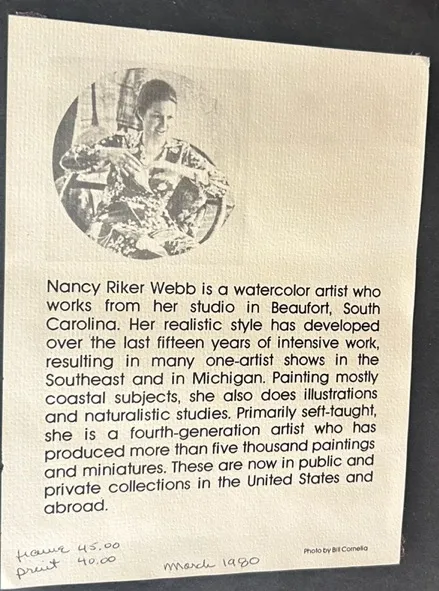 Nancy Riker Webb is a watercolor artist who
works from her studio in Beaufort, South
Carolina. Her realistic style has developed
over the last fifteen years of intensive work,
resulting in many one-artist shows in the
Southeast and in Michigan. Painting mostly
coastal subjects, she also does illustrations
and naturalistic studies. Primarily seft-taught,
she is a fourth-generation artist who has
produced more than five thousand paintings
and miniatures. These are now in public and
private collections in the United States and
abroad.
frame 45.00
print 40.00
March 1980
Photo by Bill Cornelia